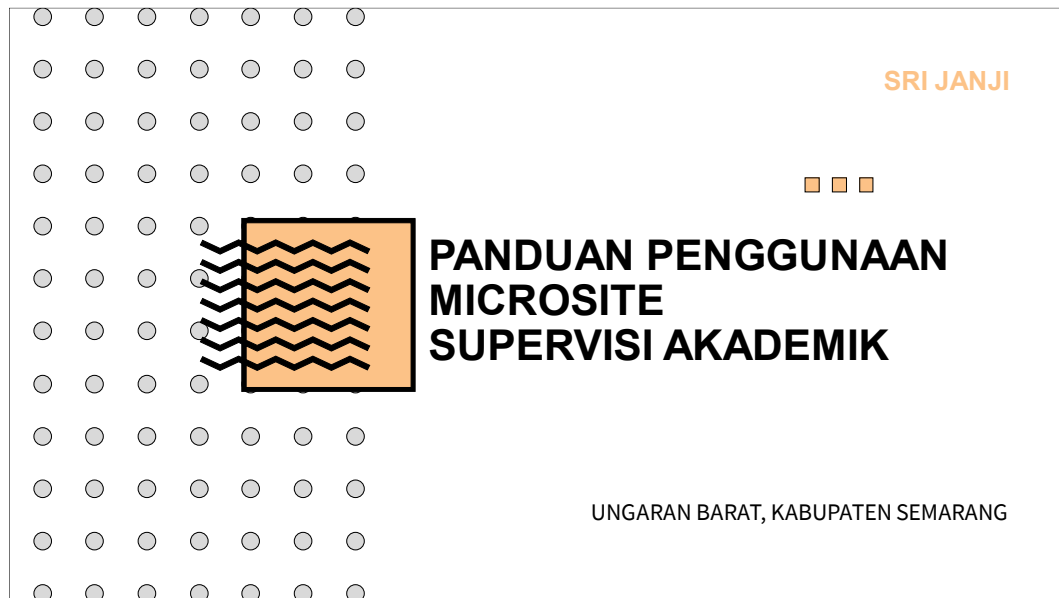 SRI JANJI
PANDUAN PENGGUNAAN
MICROSITE
SUPERVISI AKADEMIK
UNGARAN BARAT, KABUPATEN SEMARANG